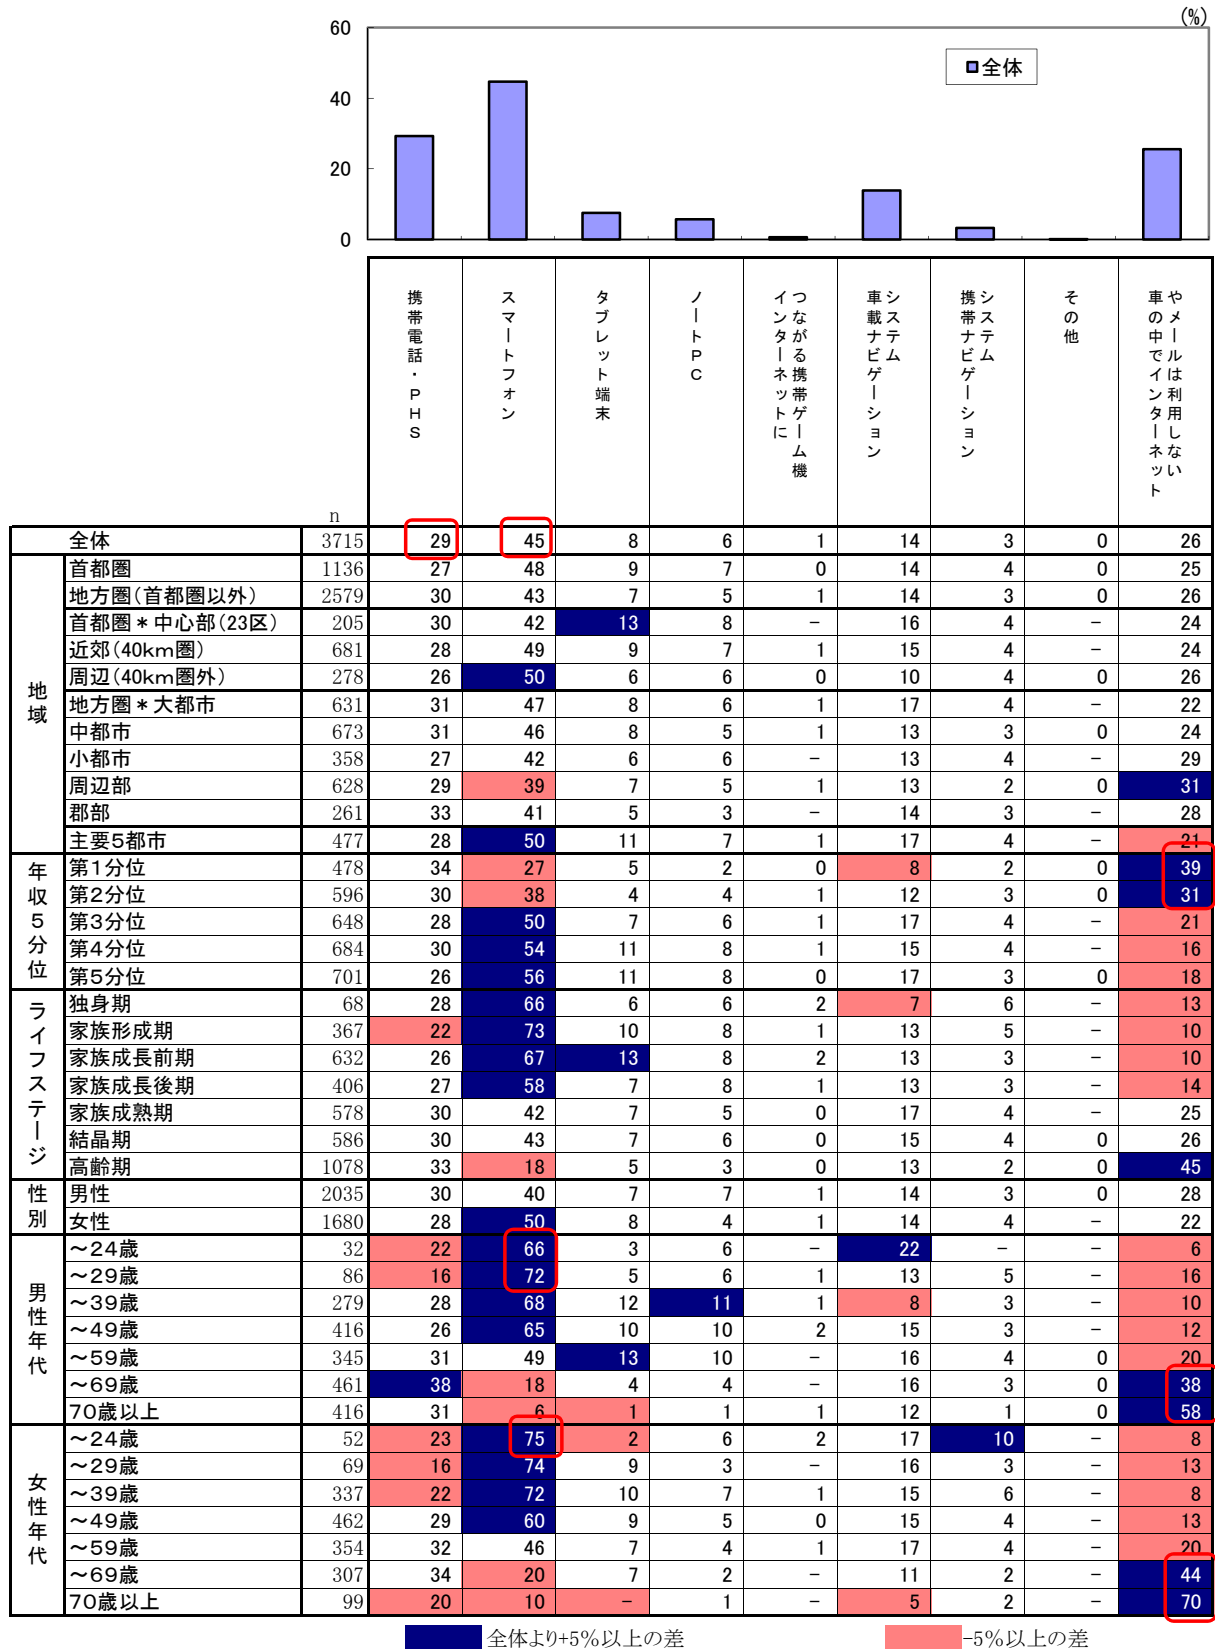 (%)
60
40
20
0
全体
携帯電話・PHS
スマートフォン
タブレット端末
ノートPC
インターネットに
つながる携帯ゲーム機
車載ナビゲーション
システム
携帯ナビゲーション
システム
その他
車の中でインターネット
やメールは利用しない
n
全体 3715 29 45 8 6 1 14 3 0 26
地域
首都圏 1136 27 48 9 7 0 14 4 0 25
地方圏(首都圏以外) 2579 30 43 7 5 1 14 3 0 26
首都圏*中心部(23区) 205 30 42 13 8 - 16 4 - 24
近郊(40km圏) 681 28 49 9 7 1 15 4 - 24
周辺(40km圏外) 278 26 50 6 6 0 10 4 0 26
地方圏*大都市 631 31 47 8 6 1 17 4 - 22
中都市 673 31 46 8 5 1 13 3 0 24
小都市 358 27 42 6 6 - 13 4 - 29
周辺部 628 29 39 7 5 1 13 2 0 31
郡部 261 33 41 5 3 - 14 3 - 28
主要5都市 477 28 50 11 7 1 17 4 - 21
年収5分位
第1分位 478 34 27 5 2 0 8 2 0 39
第2分位 596 30 38 4 4 1 12 3 0 31
第3分位 648 28 50 7 6 1 17 4 - 21
第4分位 684 30 54 11 8 1 15 4 - 16
第5分位 701 26 56 11 8 0 17 3 0 18
ライフステージ
独身期 68 28 66 6 6 2 7 6 - 13
家族形成期 367 22 73 10 8 1 13 5 - 10
家族成長前期 632 26 67 13 8 2 13 3 - 10
家族成長後期 406 27 58 7 8 1 13 3 - 14
家族成熟期 578 30 42 7 5 0 17 4 - 25
結晶期 586 30 43 7 6 0 15 4 0 26
高齢期 1078 33 18 5 3 0 13 2 0 45
性別
男性 2035 30 40 7 7 1 14 3 0 28
女性 1680 28 50 8 4 1 14 4 - 22
男性年代
~24歳 32 22 66 3 6 - 22 - - 6
~29歳 86 16 72 5 6 1 13 5 - 16
~39歳 279 28 68 12 11 1 8 3 - 10
~49歳 416 26 65 10 10 2 15 3 - 12
~59歳 345 31 49 13 10 - 16 4 0 20
~69歳 461 38 18 4 4 - 16 3 0 38
70歳以上 416 31 6 1 1 1 12 1 0 58
女性年代
~24歳 52 23 75 2 6 2 17 10 - 8
~29歳 69 16 74 9 3 - 16 3 - 13
~39歳 337 22 72 10 7 1 15 6 - 8
~49歳 462 29 60 9 5 0 15 4 - 13
~59歳 354 32 46 7 4 1 17 4 - 20
~69歳 307 34 20 7 2 - 11 2 - 44
70歳以上 99 20 10 - 1 - 5 2 - 70
全体より+5%以上の差
-5%以上の差